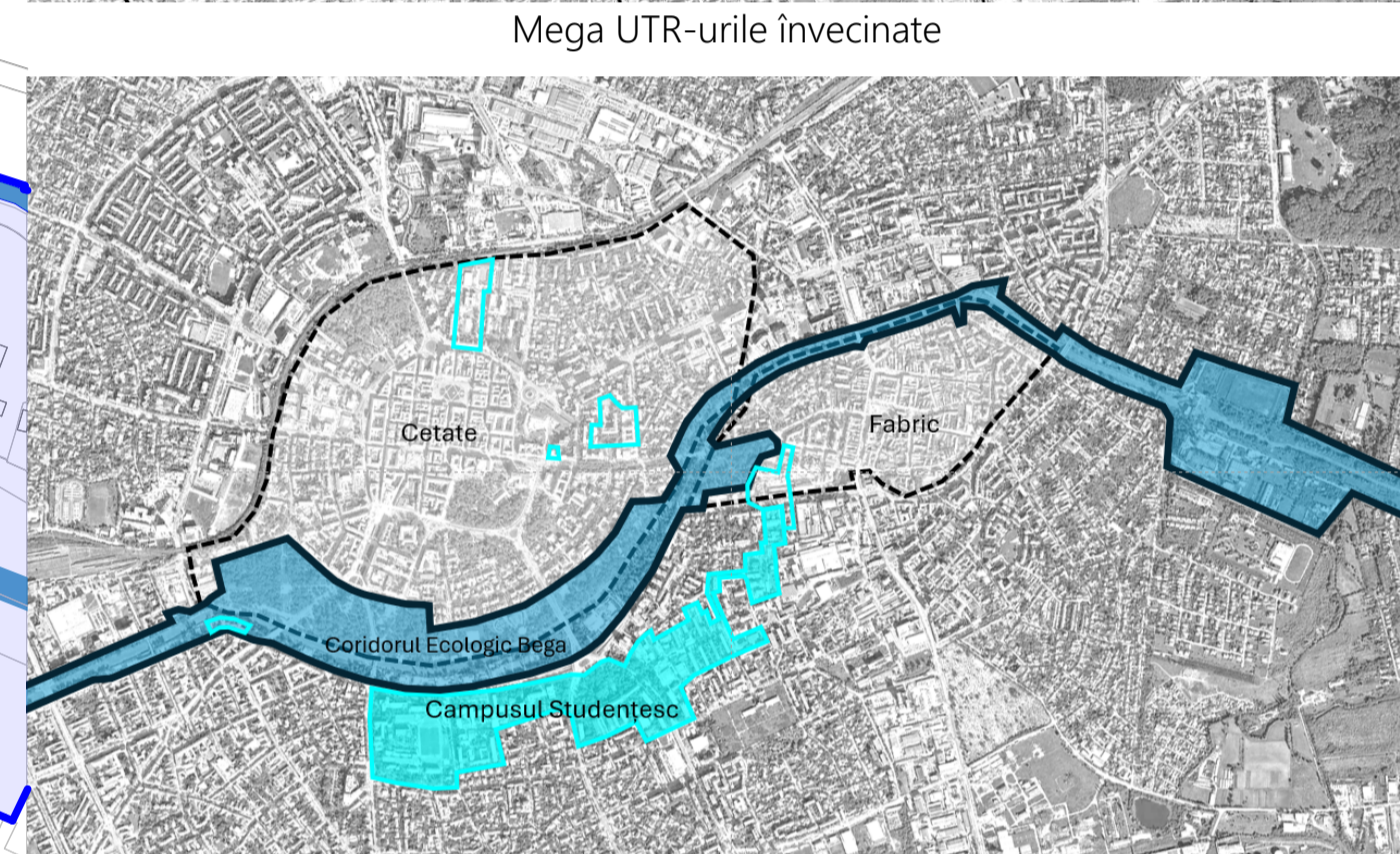 Mega UTR-urile învecinate
Cetate
Fabric
Coridorul Ecologic Bega
Campusul Studențesc